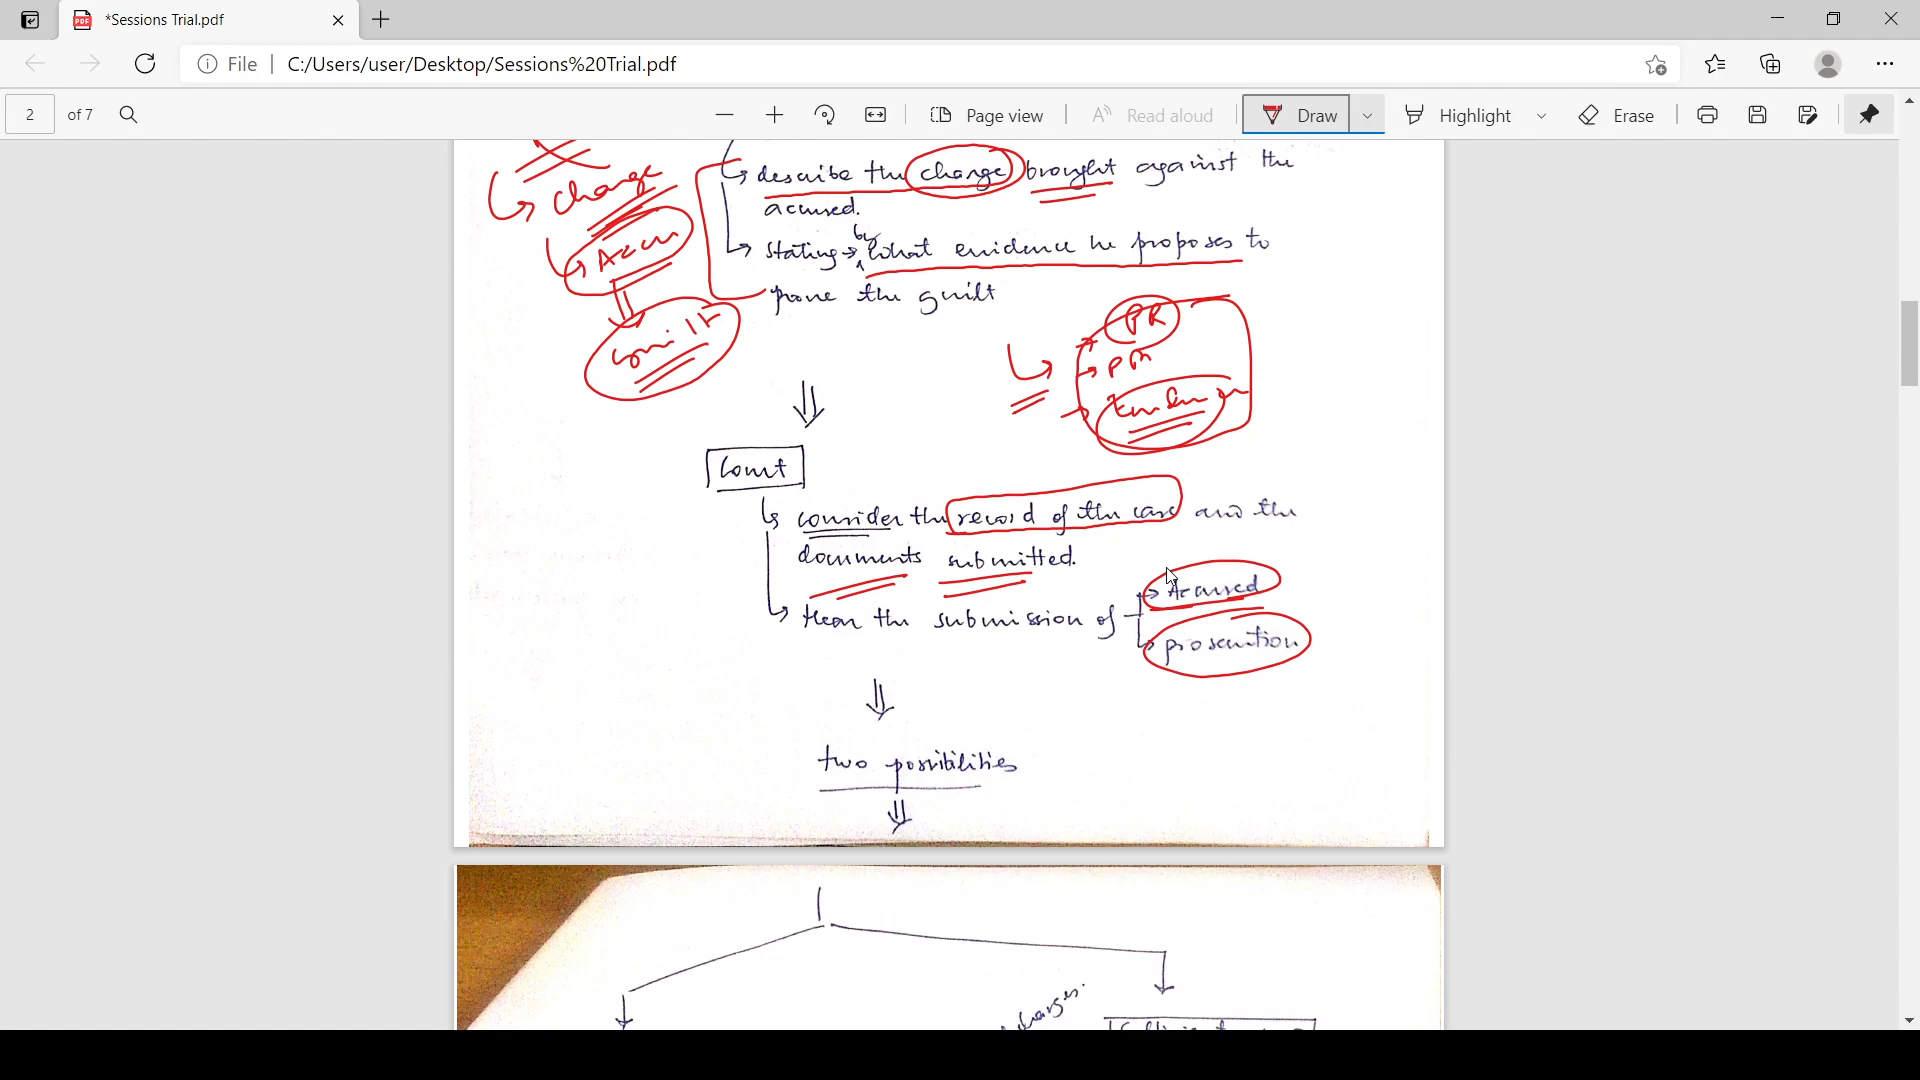 *Sessions Trial.pdf
File
C:/Users/user/Desktop/Sessions%20Trial.pdf
2 of 7
Page view
Read aloud
Draw
Highlight
Erase
describe the charge brought against the
accused.
charge
Accu
by
stating what evidence he proposes to
prove the guilt
guilt
PR
PM
Court
consider the record of the case and the
documents submitted.
Accused
Hear the submission of
prosecution
two possibilities
charges.